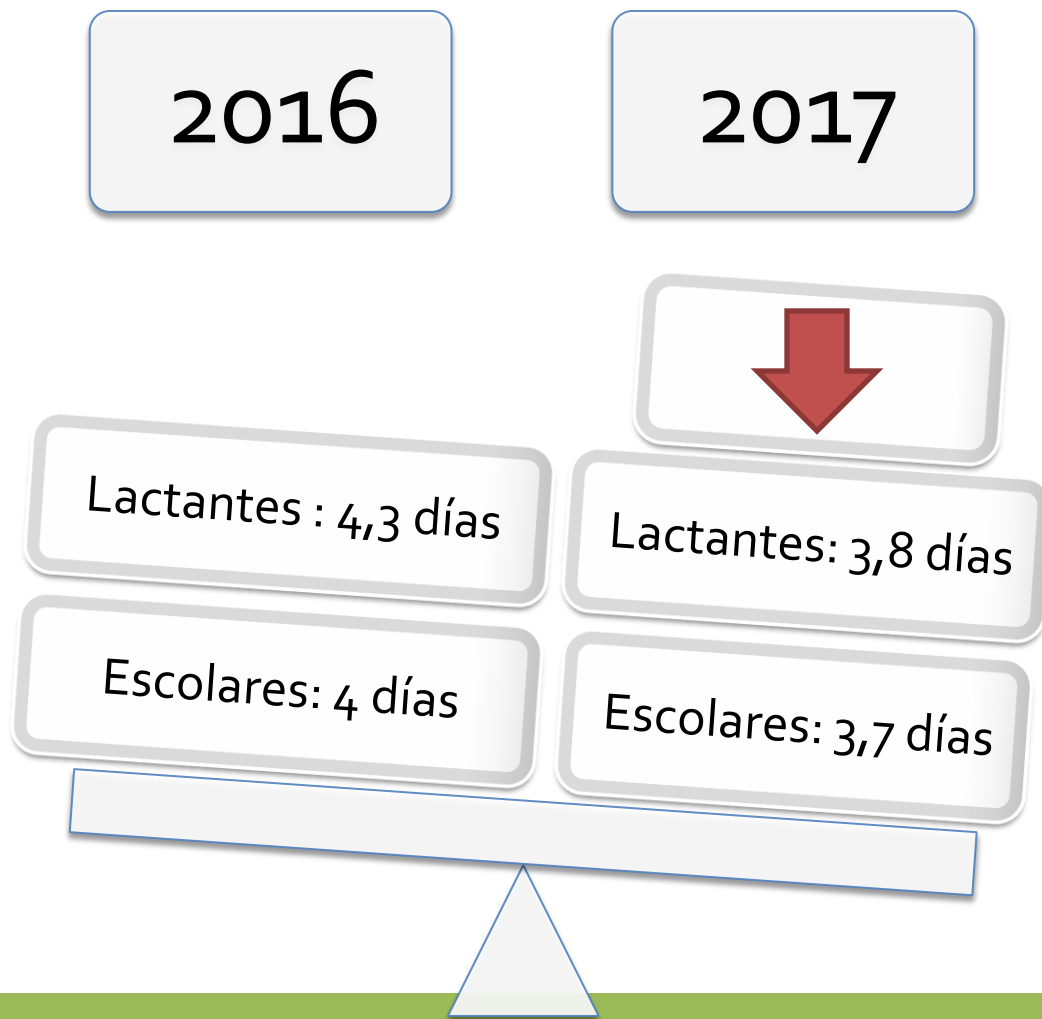 2016
2017
Lactantes : 4,3 días
Lactantes: 3,8 días
Escolares: 4 días
Escolares: 3,7 días